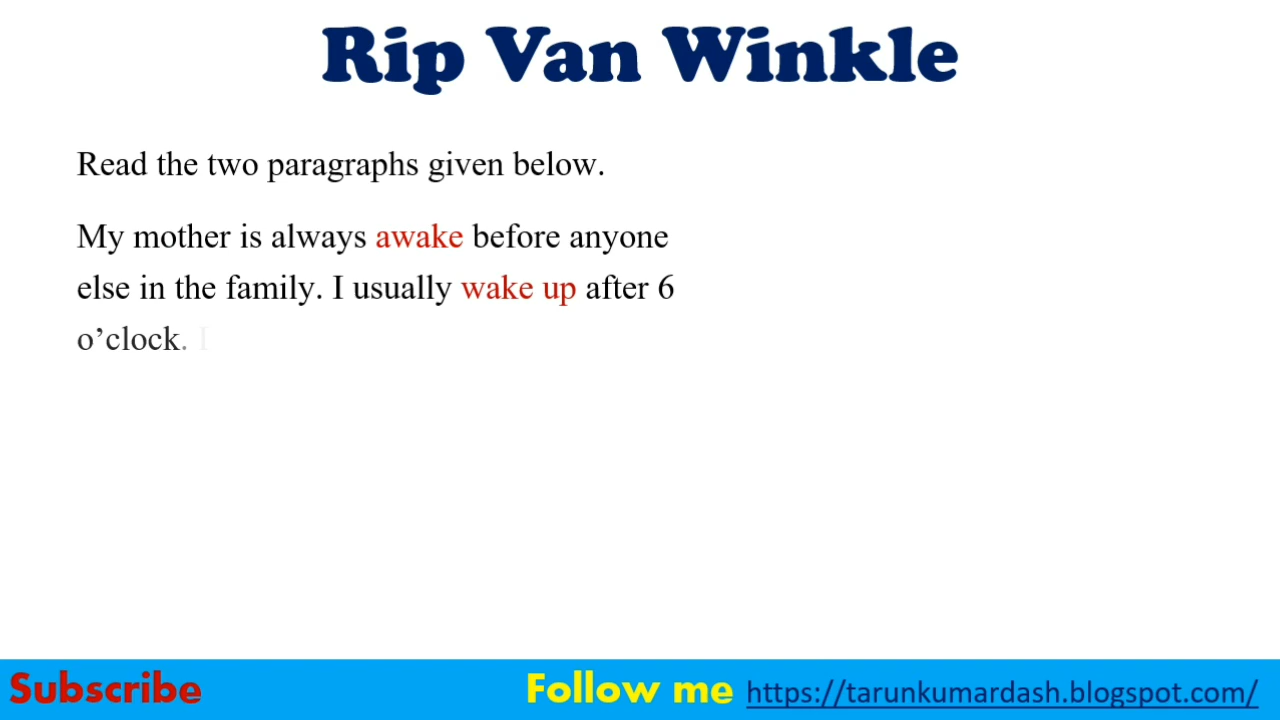 Rip Van Winkle
Read the two paragraphs given below.
My mother is always awake before anyone
else in the family. I usually wake up after 6
o’clock. I
Subscribe Follow me https://tarunkumardash.blogspot.com/